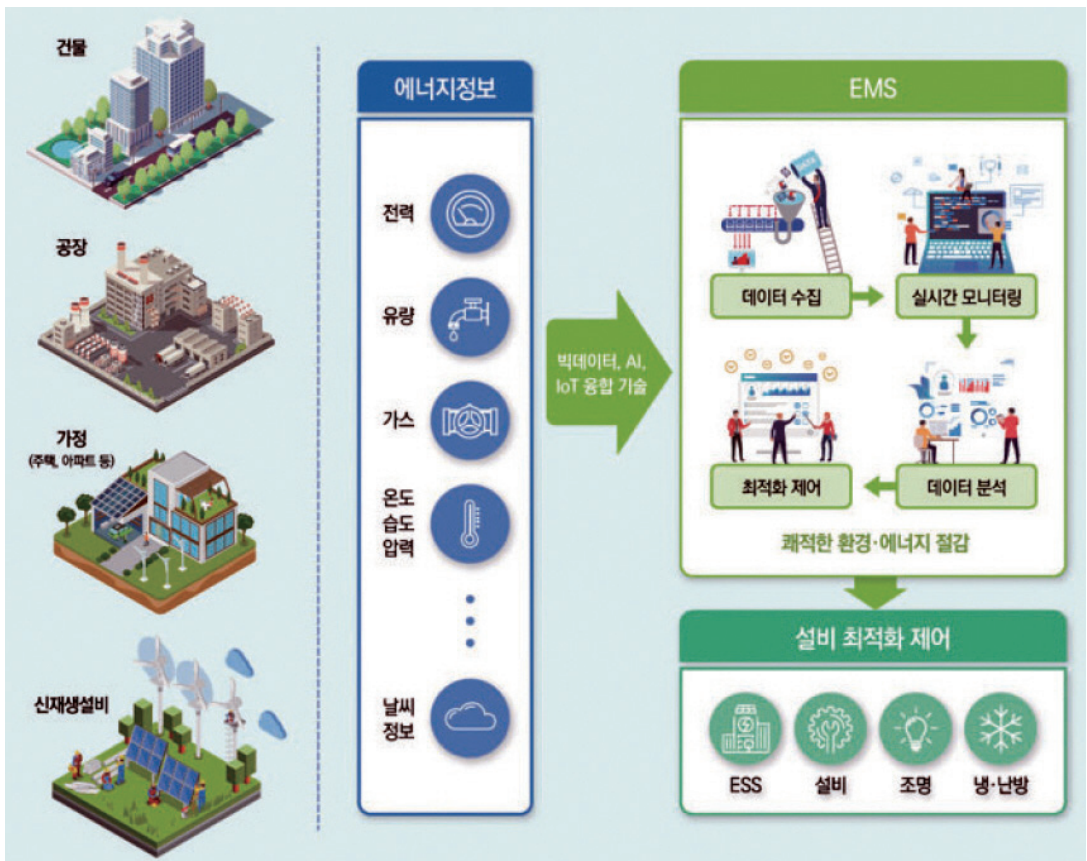 건물
공장
가정
(주택, 아파트 등)
신재생설비
에너지정보
전력
유량
가스
온도
습도
압력
날씨
정보
빅데이터, AI,
IoT 융합 기술
EMS
DATA
데이터 수집
실시간 모니터링
최적화 제어
데이터 분석
쾌적한 환경·에너지 절감
설비 최적화 제어
ESS
설비
조명
냉·난방